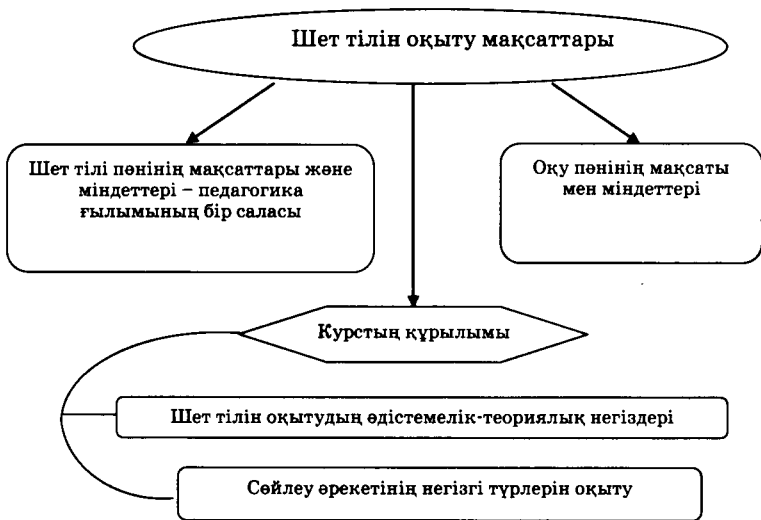 Шет тілін оқыту мақсаттары
Шет тілі пәнінің мақсаттары және
міндеттері – педагогика
ғылымының бір саласы
Оқу пәнінің мақсаты
мен міндеттері
Курстың құрылымы
Шет тілін оқытудың әдістемелік-теориялық негіздері
Сөйлеу әрекетінің негізгі түрлерін оқыту